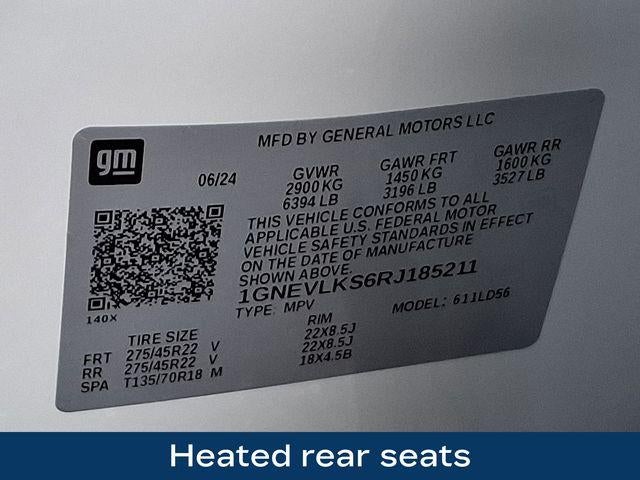 gm
MFD BY GENERAL MOTORS LLC
06/24
GVWR GAWR FRT GAWR RR
2900 KG 1450 KG 1600 KG
6394 LB 3196 LB 3527 LB
THIS VEHICLE CONFORMS TO ALL
APPLICABLE U.S. FEDERAL MOTOR
VEHICLE SAFETY STANDARDS IN EFFECT
ON THE DATE OF MANUFACTURE
SHOWN ABOVE.
1GNEVLKS6RJ185211
TYPE: MPV MODEL: 611LD56
140X
TIRE SIZE RIM
FRT 275/45R22 V 22X8.5J
RR 275/45R22 V 22X8.5J
SPA T135/70R18 M 18X4.5B
Heated rear seats